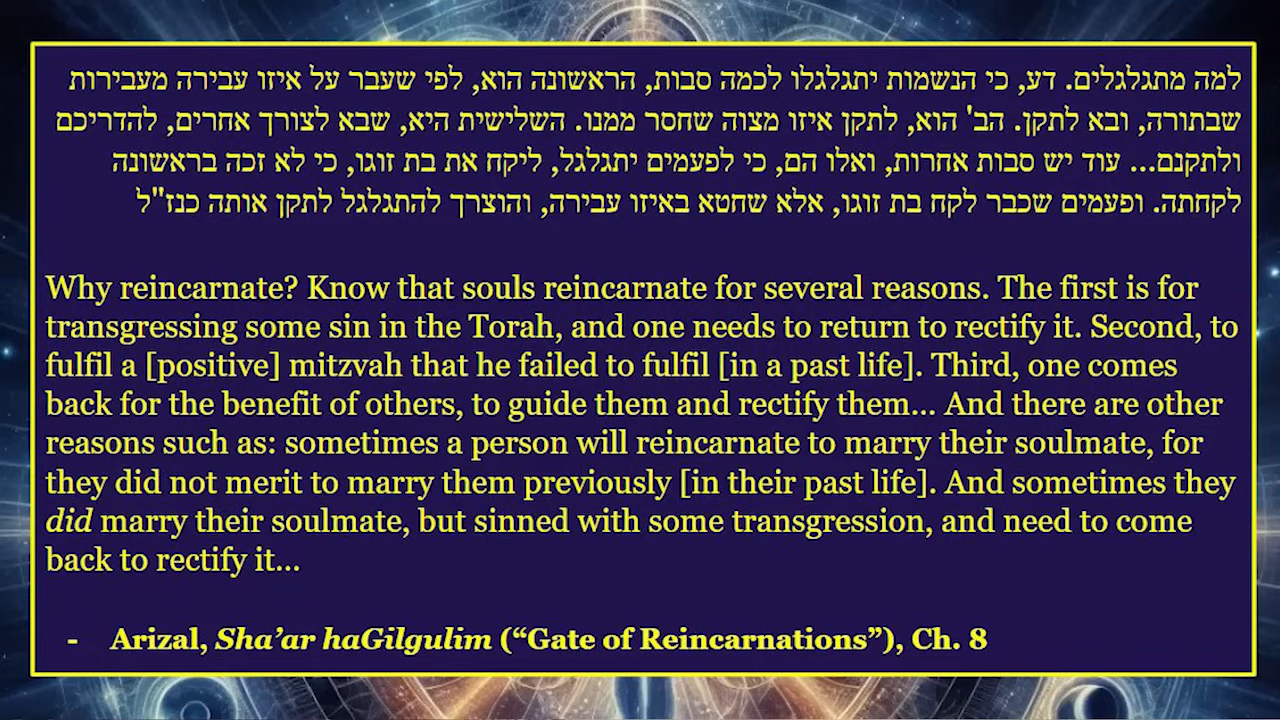 למה מתגלגלים. דע, כי הנשמות יתגלגלו לכמה סבות, הראשונה הוא, לפי שעבר על איזו עבירה מעבירות
שבתורה, ובא לתקן. הב' הוא, לתקן איזו מצוה שחסר ממנו. השלישית היא, שבא לצורך אחרים, להדריכם
ולתקנם... עוד יש סבות אחרות, ואלו הם, כי לפעמים יתגלגל, ליקח את בת זוגו, כי לא זכה בראשונה
לקחתה. ופעמים שכבר לקח בת זוגו, אלא שחטא באיזו עבירה, והוצרך להתגלגל לתקן אותה כנז"ל
Why reincarnate? Know that souls reincarnate for several reasons. The first is for
transgressing some sin in the Torah, and one needs to return to rectify it. Second, to
fulfil a [positive] mitzvah that he failed to fulfil [in a past life]. Third, one comes
back for the benefit of others, to guide them and rectify them... And there are other
reasons such as: sometimes a person will reincarnate to marry their soulmate, for
they did not merit to marry them previously [in their past life]. And sometimes they
did marry their soulmate, but sinned with some transgression, and need to come
back to rectify it...
- Arizal, Sha’ar haGilgulim (“Gate of Reincarnations”), Ch. 8